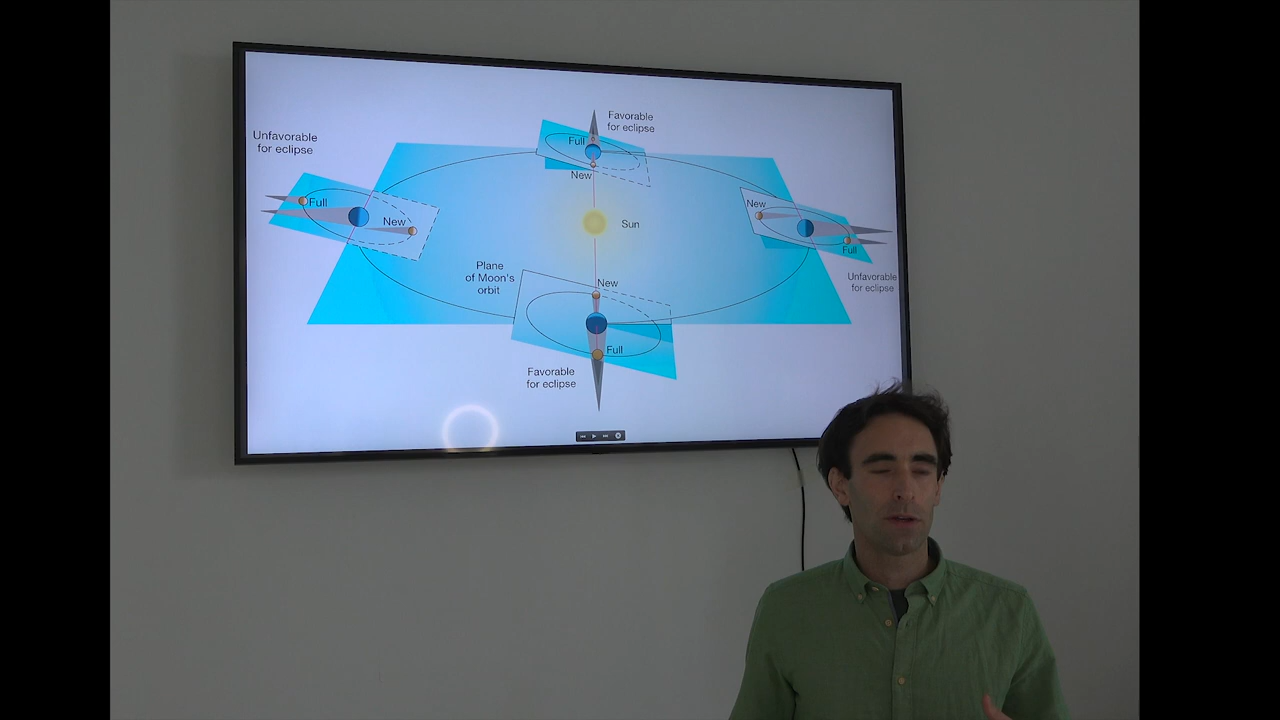 Favorable
for eclipse
Unfavorable
for eclipse
Full
New
Full
New
New
Full
Sun
Plane
of Moon's
orbit
New
Full
Unfavorable
for eclipse
Favorable
for eclipse